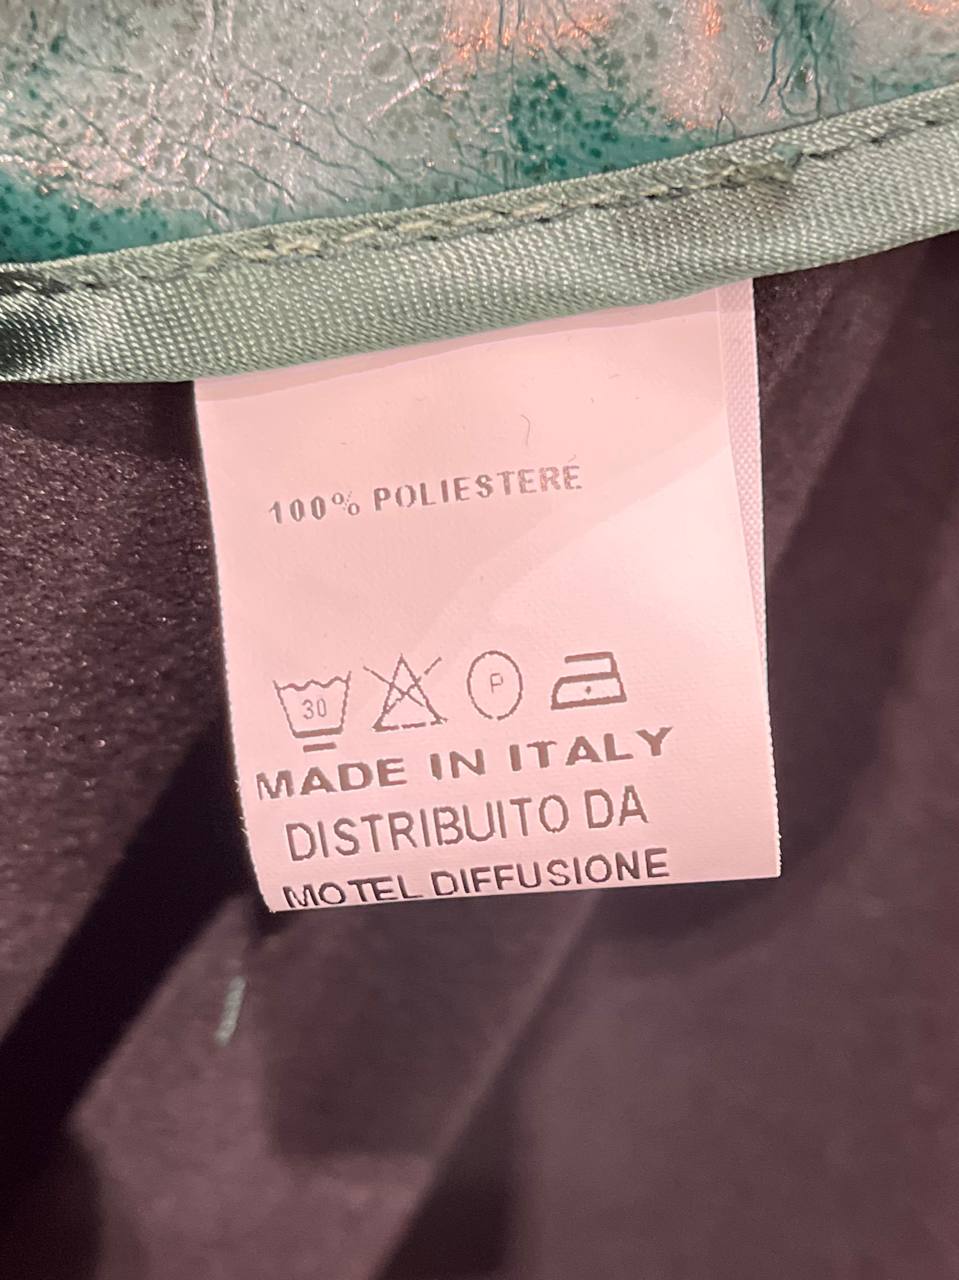 100% POLIESTERE
30 P
MADE IN ITALY
DISTRIBUITO DA
MOTEL DIFFUSIONE